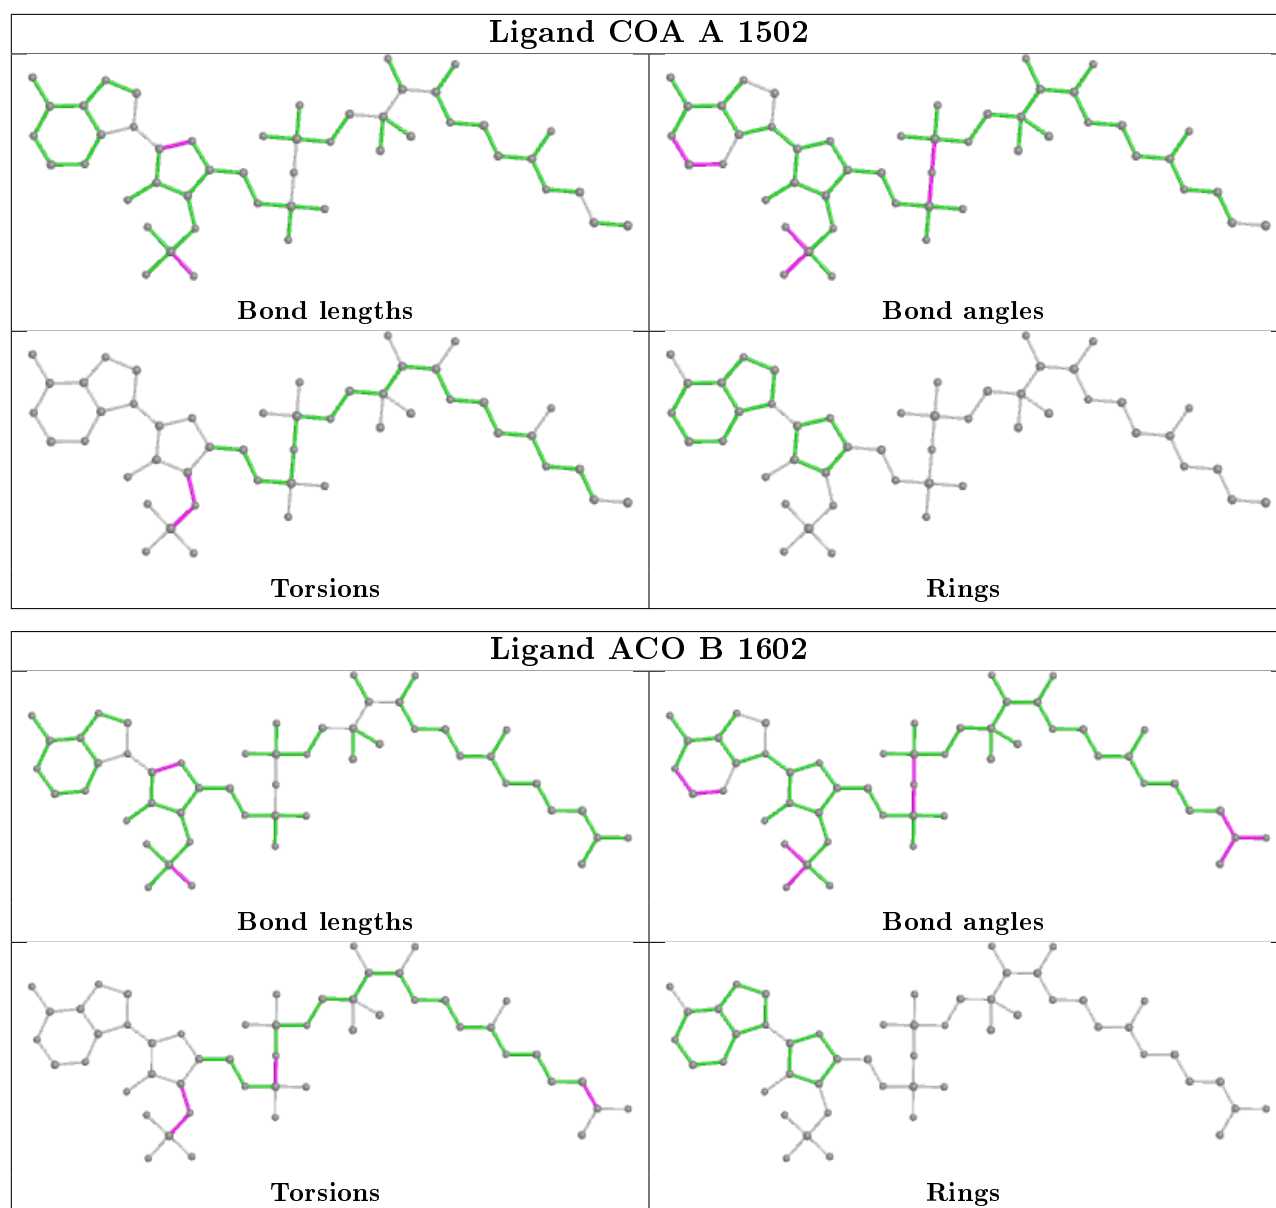 Ligand COA A 1502
Bond lengths
Bond angles
Torsions
Rings
Ligand ACO B 1602
Bond lengths
Bond angles
Torsions
Rings